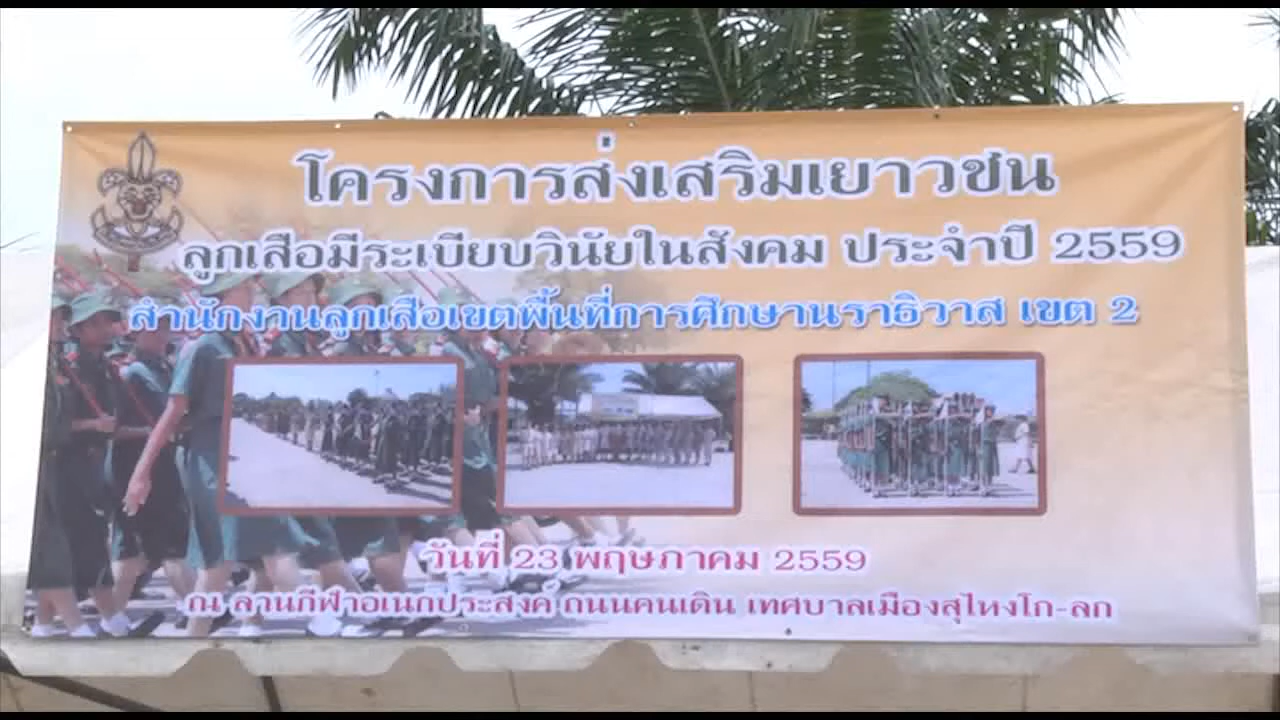 โครงการส่งเสริมเยาวชน
ลูกเสือมีระเบียบวินัยในสังคม ประจำปี 2559
สำนักงานลูกเสือเขตพื้นที่การศึกษานราธิวาส เขต 2
วันที่ 23 พฤษภาคม 2559
ณ ลานกีฬาอเนกประสงค์ ถนนคนเดิน เทศบาลเมืองสุไหงโก-ลก